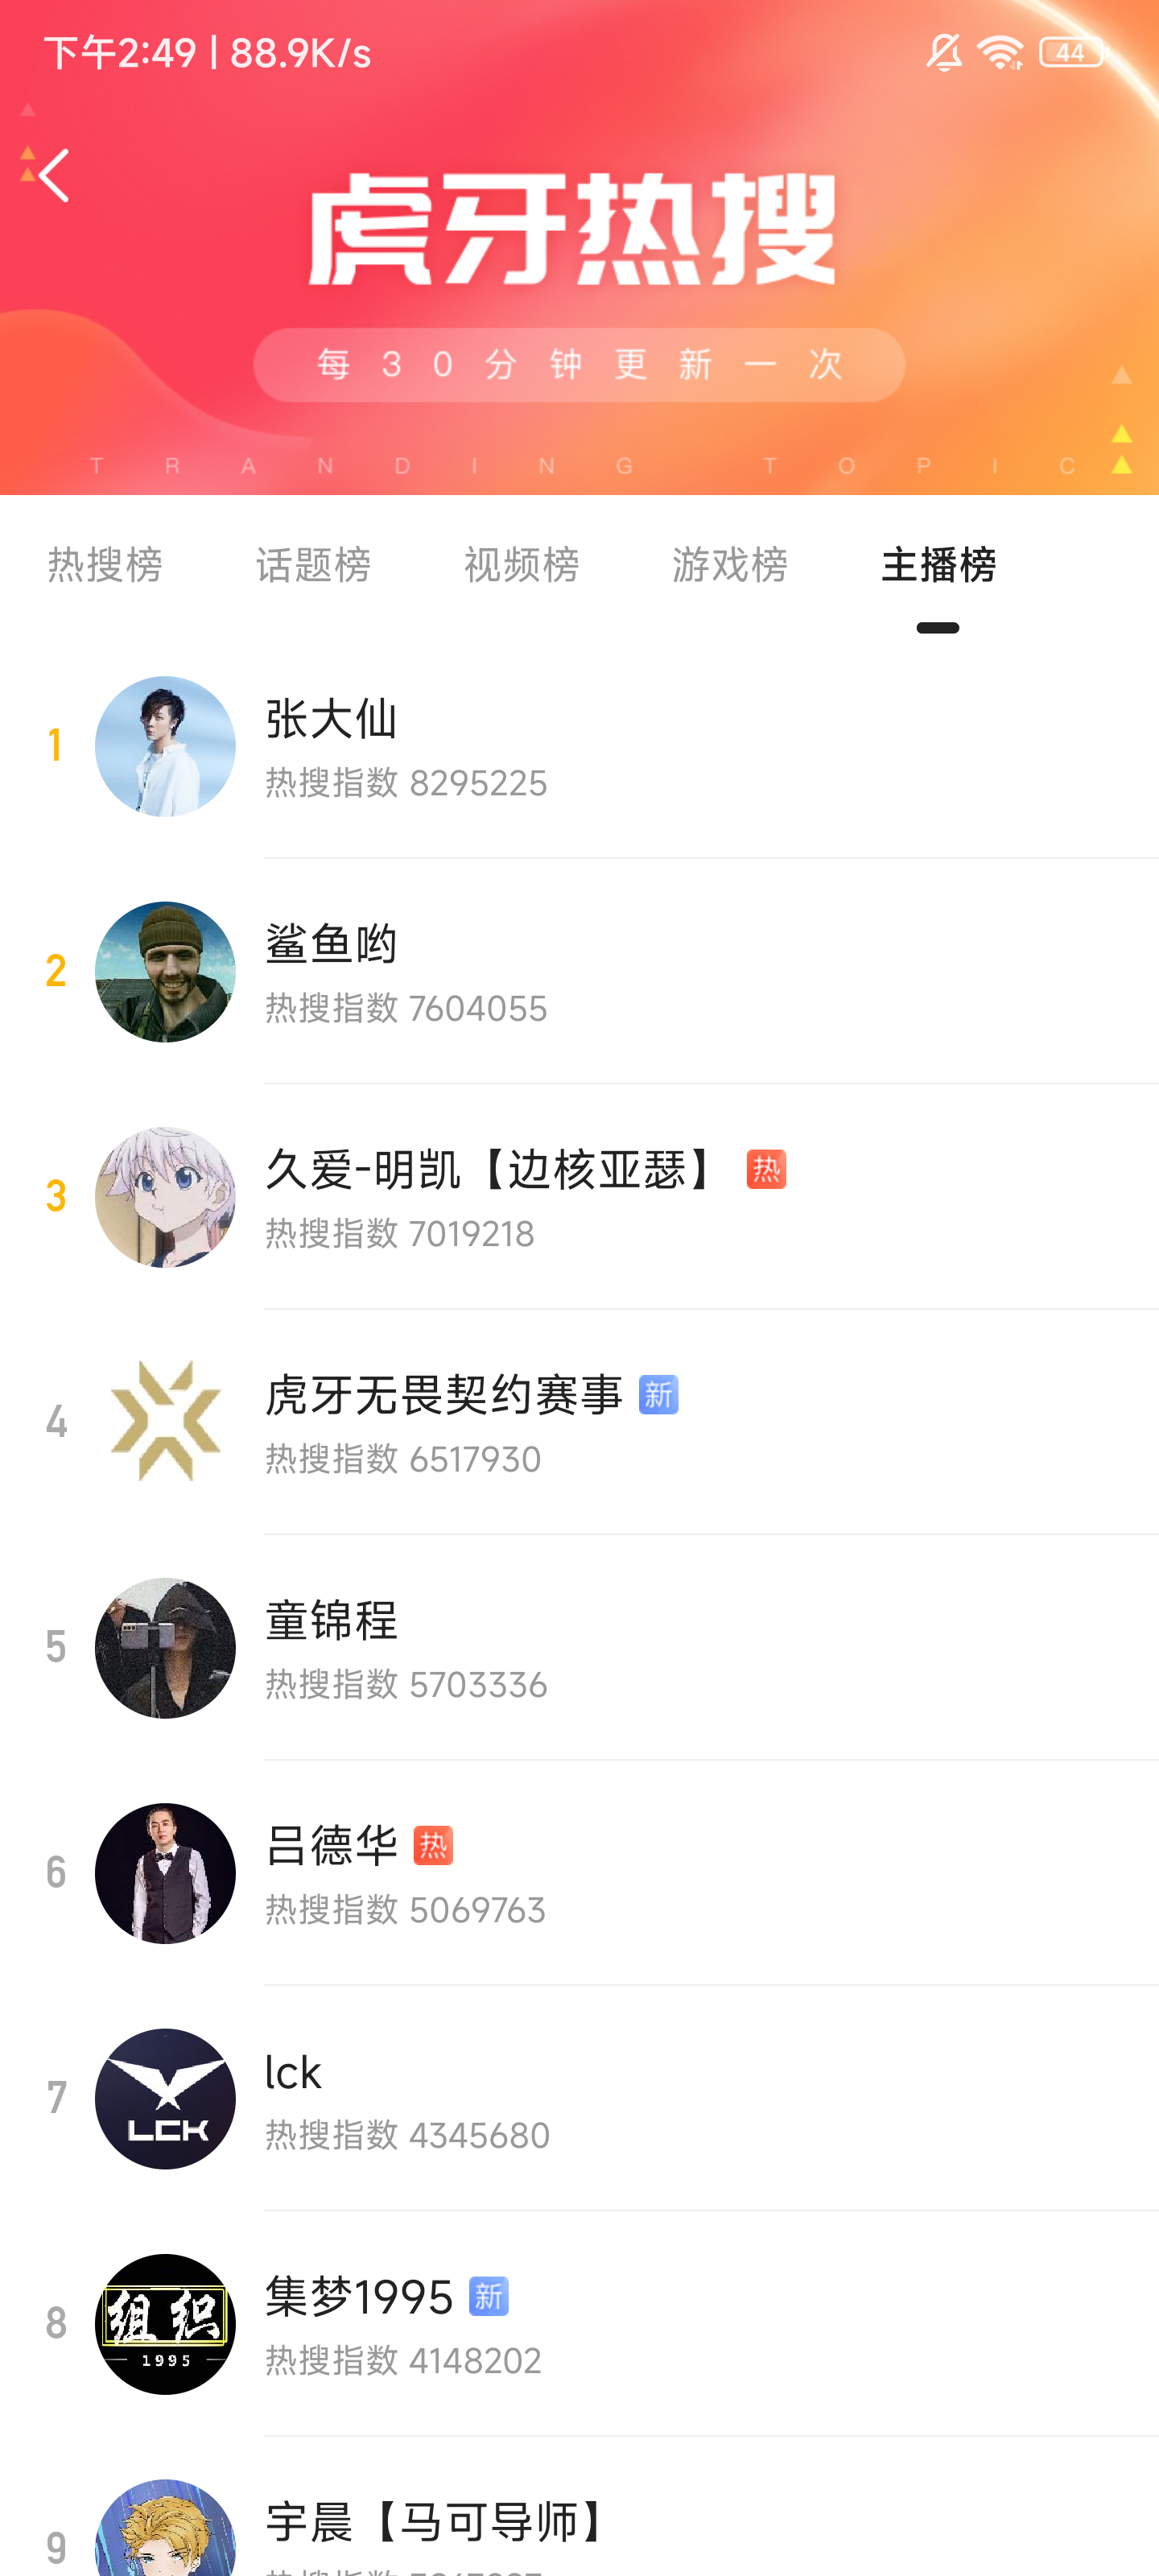 下午2:49 | 88.9K/s
44
虎牙热搜
每30分钟更新一次
TRANDING TOPIC
热搜榜 话题榜 视频榜 游戏榜 主播榜
1
张大仙
热搜指数 8295225
2
鲨鱼哟
热搜指数 7604055
3
久爱-明凯【边核亚瑟】 热
热搜指数 7019218
4
虎牙无畏契约赛事 新
热搜指数 6517930
5
童锦程
热搜指数 5703336
6
吕德华 热
热搜指数 5069763
7
LCK
lck
热搜指数 4345680
8
组织
1995
集梦1995 新
热搜指数 4148202
9
宇晨【马可导师】